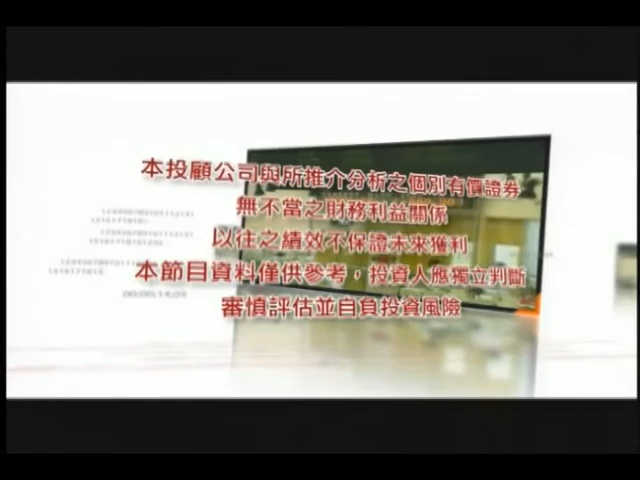 本投顧公司與所推介分析之個別有價證券
無不當之財務利益關係
以往之績效不保證未來獲利
本節目資料僅供參考，投資人應獨立判斷
審慎評估並自負投資風險